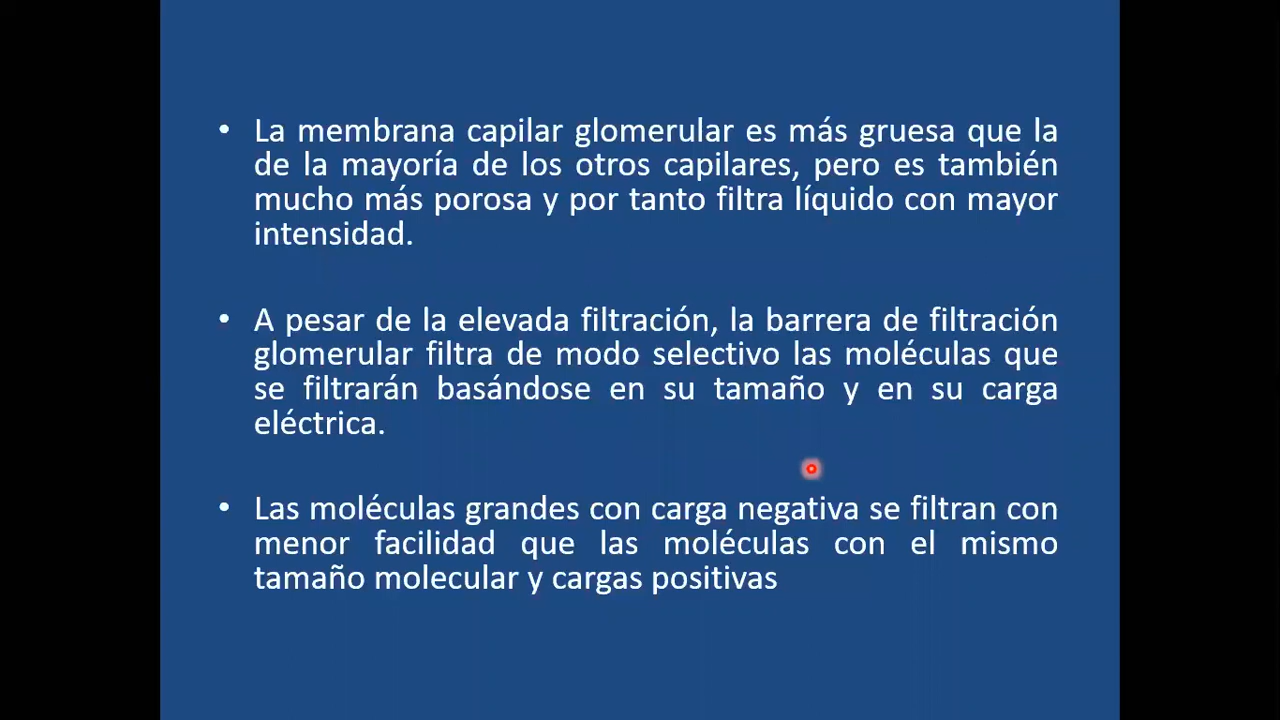 • La membrana capilar glomerular es más gruesa que la
de la mayoría de los otros capilares, pero es también
mucho más porosa y por tanto filtra líquido con mayor
intensidad.
• A pesar de la elevada filtración, la barrera de filtración
glomerular filtra de modo selectivo las moléculas que
se filtrarán basándose en su tamaño y en su carga
eléctrica.
• Las moléculas grandes con carga negativa se filtran con
menor facilidad que las moléculas con el mismo
tamaño molecular y cargas positivas